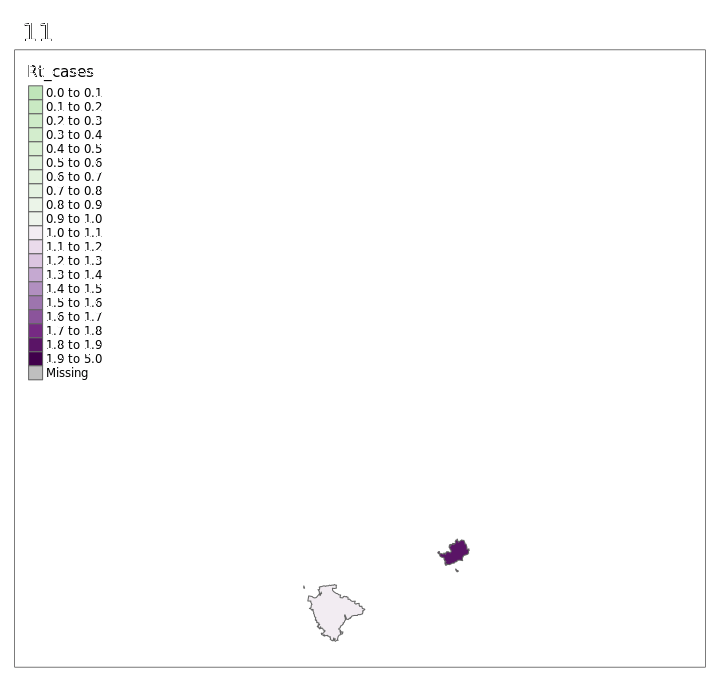 11
Rt_cases
0.0 to 0.1
0.1 to 0.2
0.2 to 0.3
0.3 to 0.4
0.4 to 0.5
0.5 to 0.6
0.6 to 0.7
0.7 to 0.8
0.8 to 0.9
0.9 to 1.0
1.0 to 1.1
1.1 to 1.2
1.2 to 1.3
1.3 to 1.4
1.4 to 1.5
1.5 to 1.6
1.6 to 1.7
1.7 to 1.8
1.8 to 1.9
1.9 to 5.0
Missing